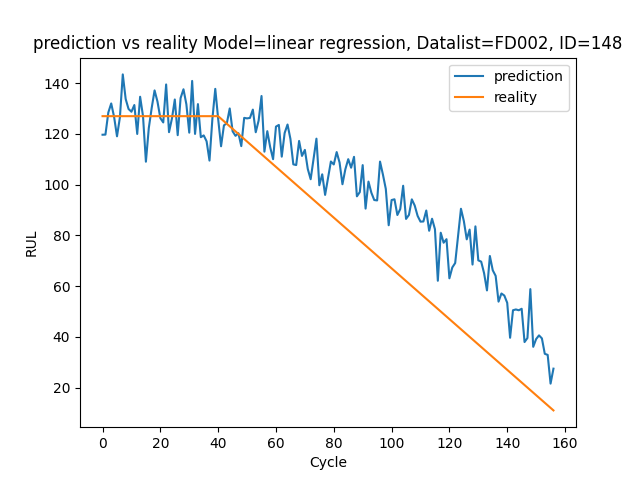 prediction vs reality Model=linear regression, Datalist=FD002, ID=148
prediction
reality
RUL
140
120
100
80
60
40
20
0 20 40 60 80 100 120 140 160
Cycle